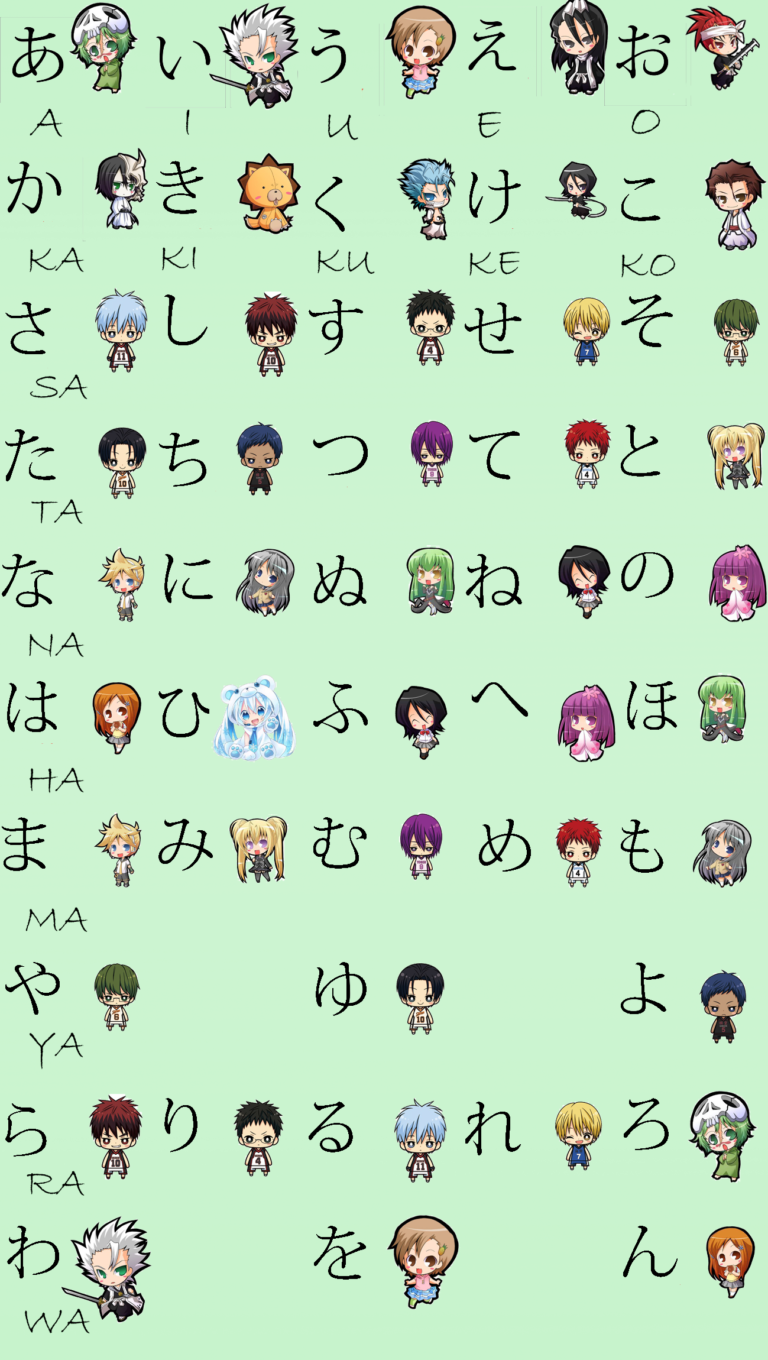 あ い う え お
A I U E O
か き く け こ
KA KI KU KE KO
さ し す せ そ
SA
た ち つ て と
TA
な に ぬ ね の
NA
は ひ ふ へ ほ
HA
ま み む め も
MA
や ゆ よ
YA
ら り る れ ろ
RA
わ を ん
WA